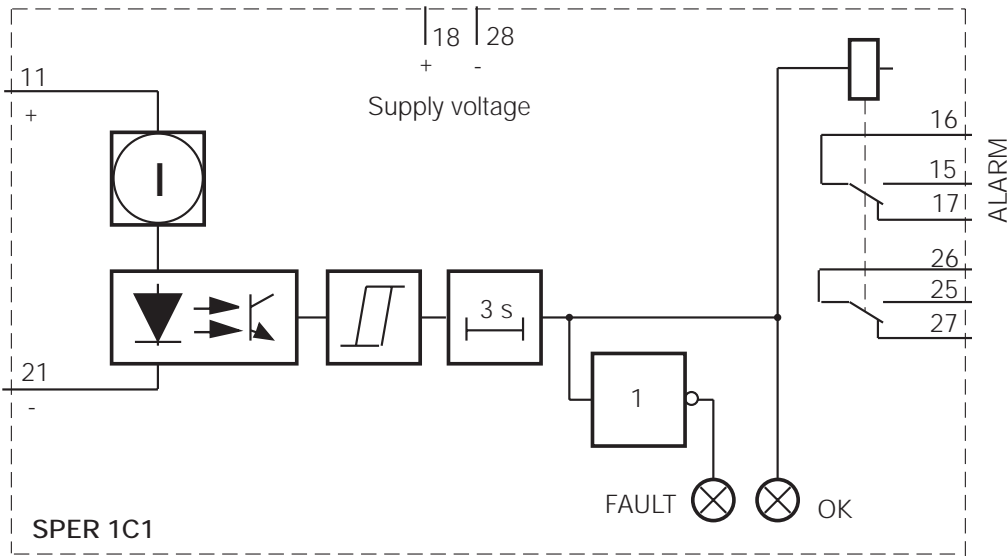 18
28
+
-
Supply voltage
11
+
I
16
15
17
ALARM
26
25
27
3 s
21
-
1
FAULT
OK
SPER 1C1